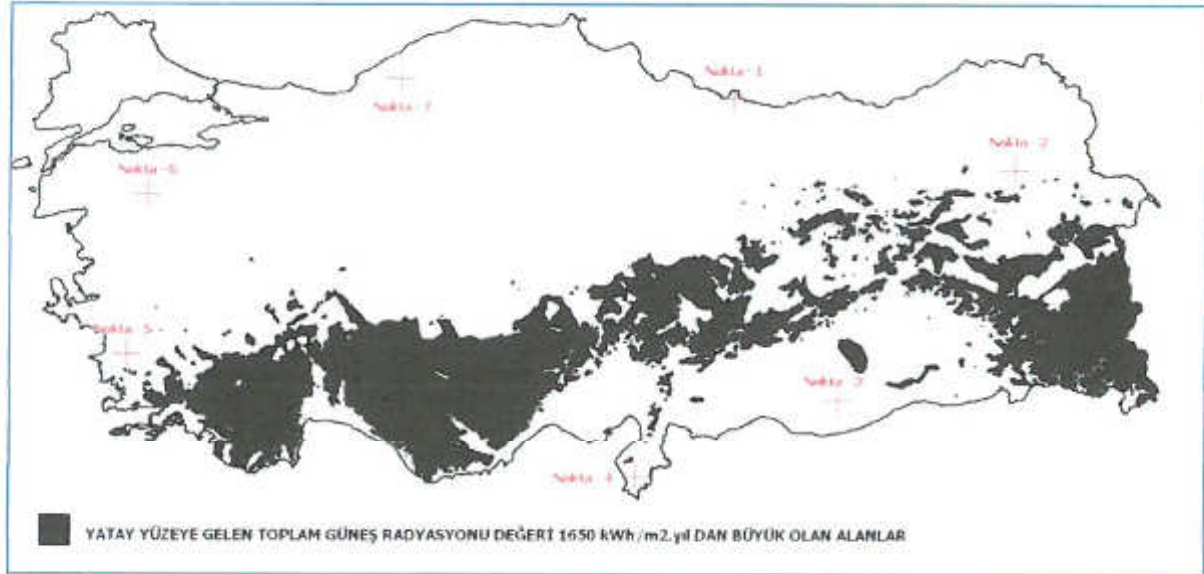 Nokta-1
Nokta-7
Nokta-2
Nokta-6
Nokta-5
Nokta-3
Nokta-4
YATAY YÜZEYE GELEN TOPLAM GÜNEŞ RADYASYONU DEĞERİ 1650 kWh/m2.yıl DAN BÜYÜK OLAN ALANLAR